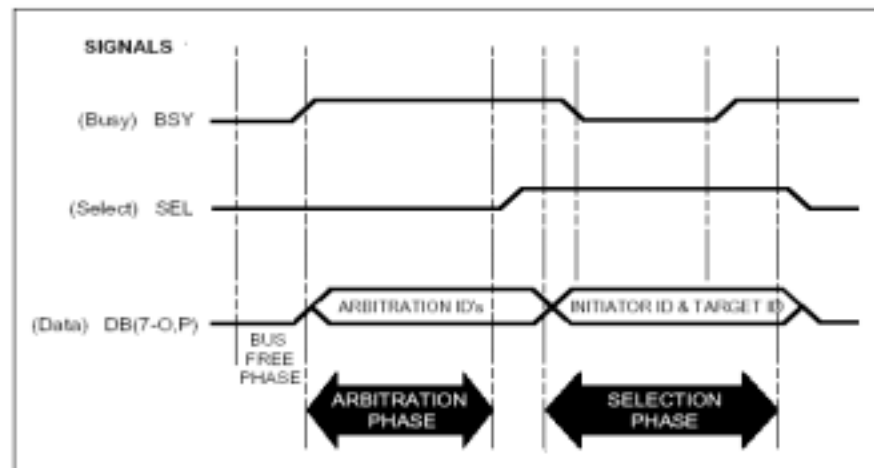 SIGNALS
(Busy) BSY
(Select) SEL
(Data) DB(7-O,P)
ARBITRATION ID's
INITIATOR ID & TARGET ID
BUS
FREE
PHASE
ARBITRATION
PHASE
SELECTION
PHASE